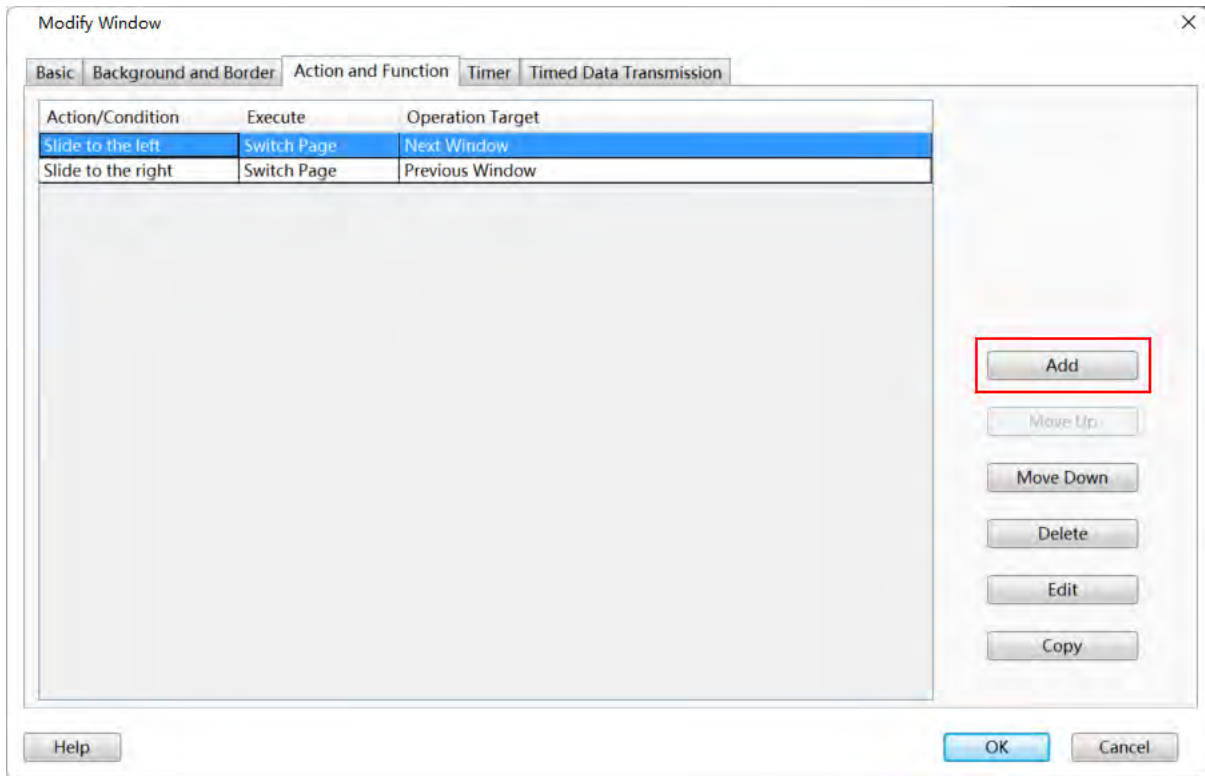 Modify Window
Basic Background and Border Action and Function Timer Timed Data Transmission
Action/Condition Execute Operation Target
Slide to the left Switch Page Next Window
Slide to the right Switch Page Previous Window
Add
Move Up
Move Down
Delete
Edit
Copy
Help OK Cancel